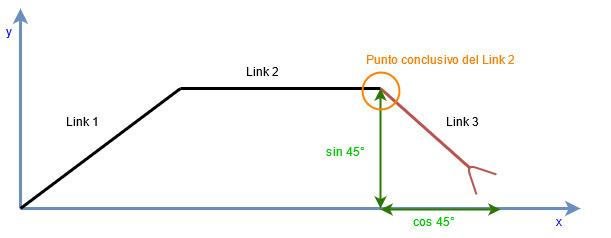 y
Punto conclusivo del Link 2
Link 2
Link 1
Link 3
sin 45°
cos 45°
x